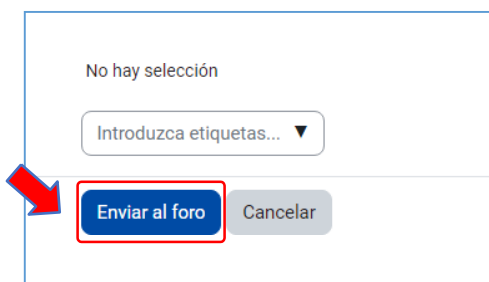 No hay selección
Introduzca etiquetas... ▼
Enviar al foro Cancelar